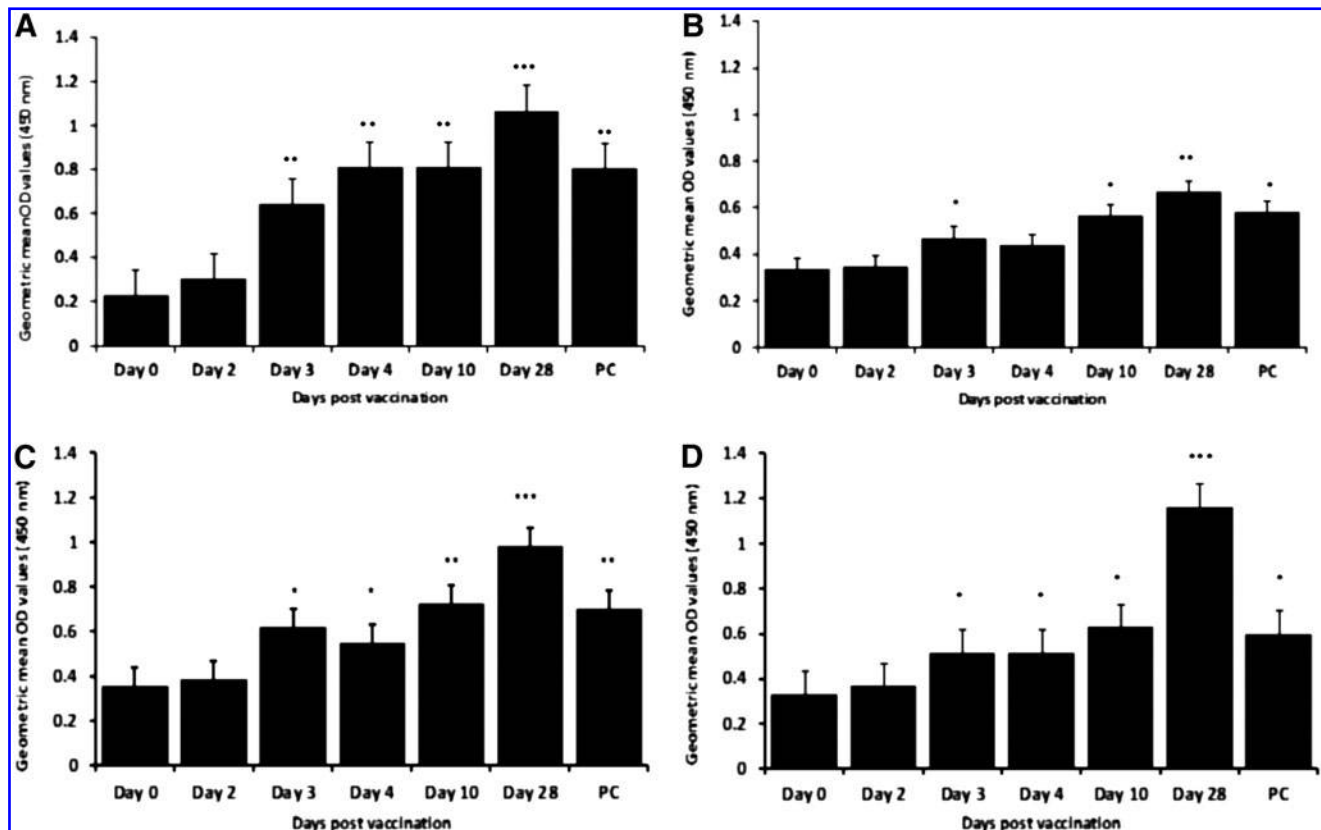 A
Geometric mean OD values (450 nm)
1.4
1.2
1
0.8
0.6
0.4
0.2
0
•• •• •• ••• ••
Day 0 Day 2 Day 3 Day 4 Day 10 Day 28 PC
Days post vaccination
B
Geometric mean OD values (450 nm)
1.4
1.2
1
0.8
0.6
0.4
0.2
0
• • •• •
Day 0 Day 2 Day 3 Day 4 Day 10 Day 28 PC
Days post vaccination
C
Geometric mean OD values (450 nm)
1.4
1.2
1
0.8
0.6
0.4
0.2
0
* * ** *** **
Day 0 Day 2 Day 3 Day 4 Day 10 Day 28 PC
Days post vaccination
D
Geometric mean OD values (450 nm)
1.4
1.2
1
0.8
0.6
0.4
0.2
0
• • • ••• •
Day 0 Day 2 Day 3 Day 4 Day 10 Day 28 PC
Days post vaccination